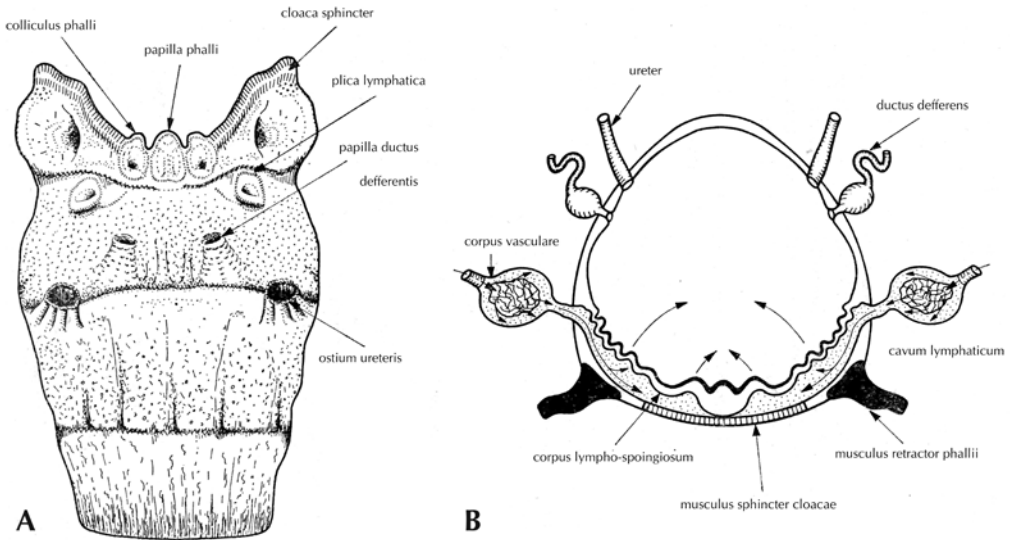 cloaca sphincter
colliculus phalli
papilla phalli
plica lymphatica
papilla ductus
defferentis
ostium ureteris
A
ureter
ductus defferens
corpus vasculare
cavum lymphaticum
musculus retractor phallii
corpus lympho-spoingiosum
musculus sphincter cloacae
B